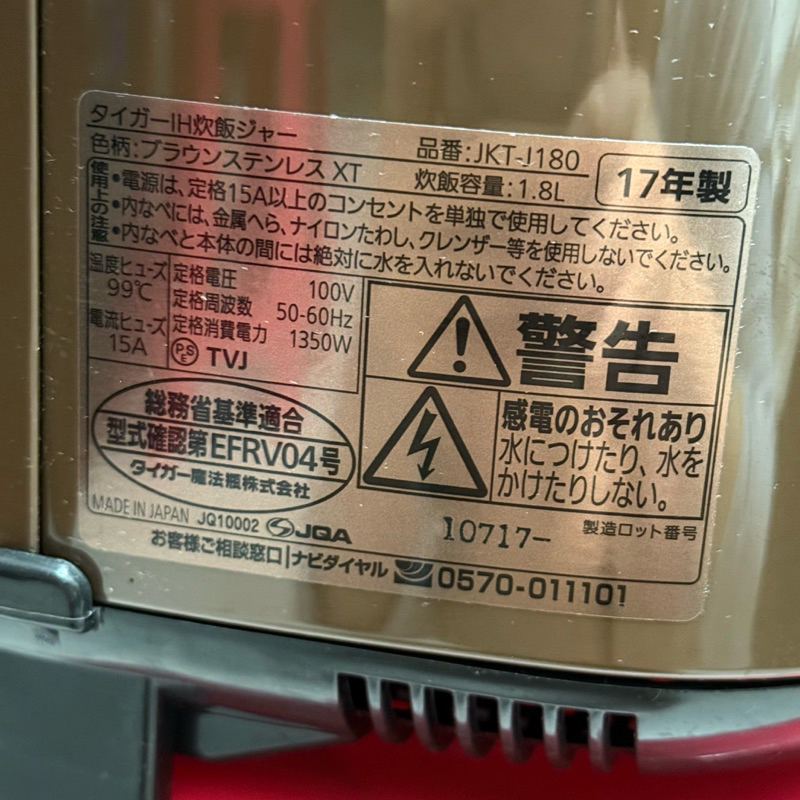 タイガーIH炊飯ジャー
色柄:ブラウンステンレス XT
品番:JKT-J180
炊飯容量:1.8L
17年製
使用上の注意
・電源は、定格15A以上のコンセントを単独で使用してください。
・内なべには、金属へら、ナイロンたわし、クレンザー等を使用しないでください。
・内なべと本体の間には絶対に水を入れないでください。
温度ヒューズ
99℃
電流ヒューズ
15A
定格電圧 100V
定格周波数 50-60Hz
定格消費電力 1350W
PSE TVJ
警告
感電のおそれあり
水につけたり、水を
かけたりしない。
総務省基準適合
型式確認第EFRV04号
タイガー魔法瓶株式会社
MADE IN JAPAN JQ10002 JQA
10717- 製造ロット番号
お客様ご相談窓口|ナビダイヤル 0570-011101